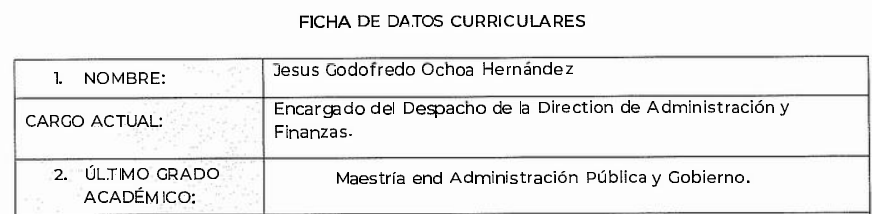 FICHA DE DATOS CURRICULARES
1. NOMBRE:
Jesus Godofredo Ochoa Hernández
CARGO ACTUAL:
Encargado del Despacho de la Direction de Administración y
Finanzas.
2. ÚLTIMO GRADO
ACADÉMICO:
Maestría end Administración Pública y Gobierno.